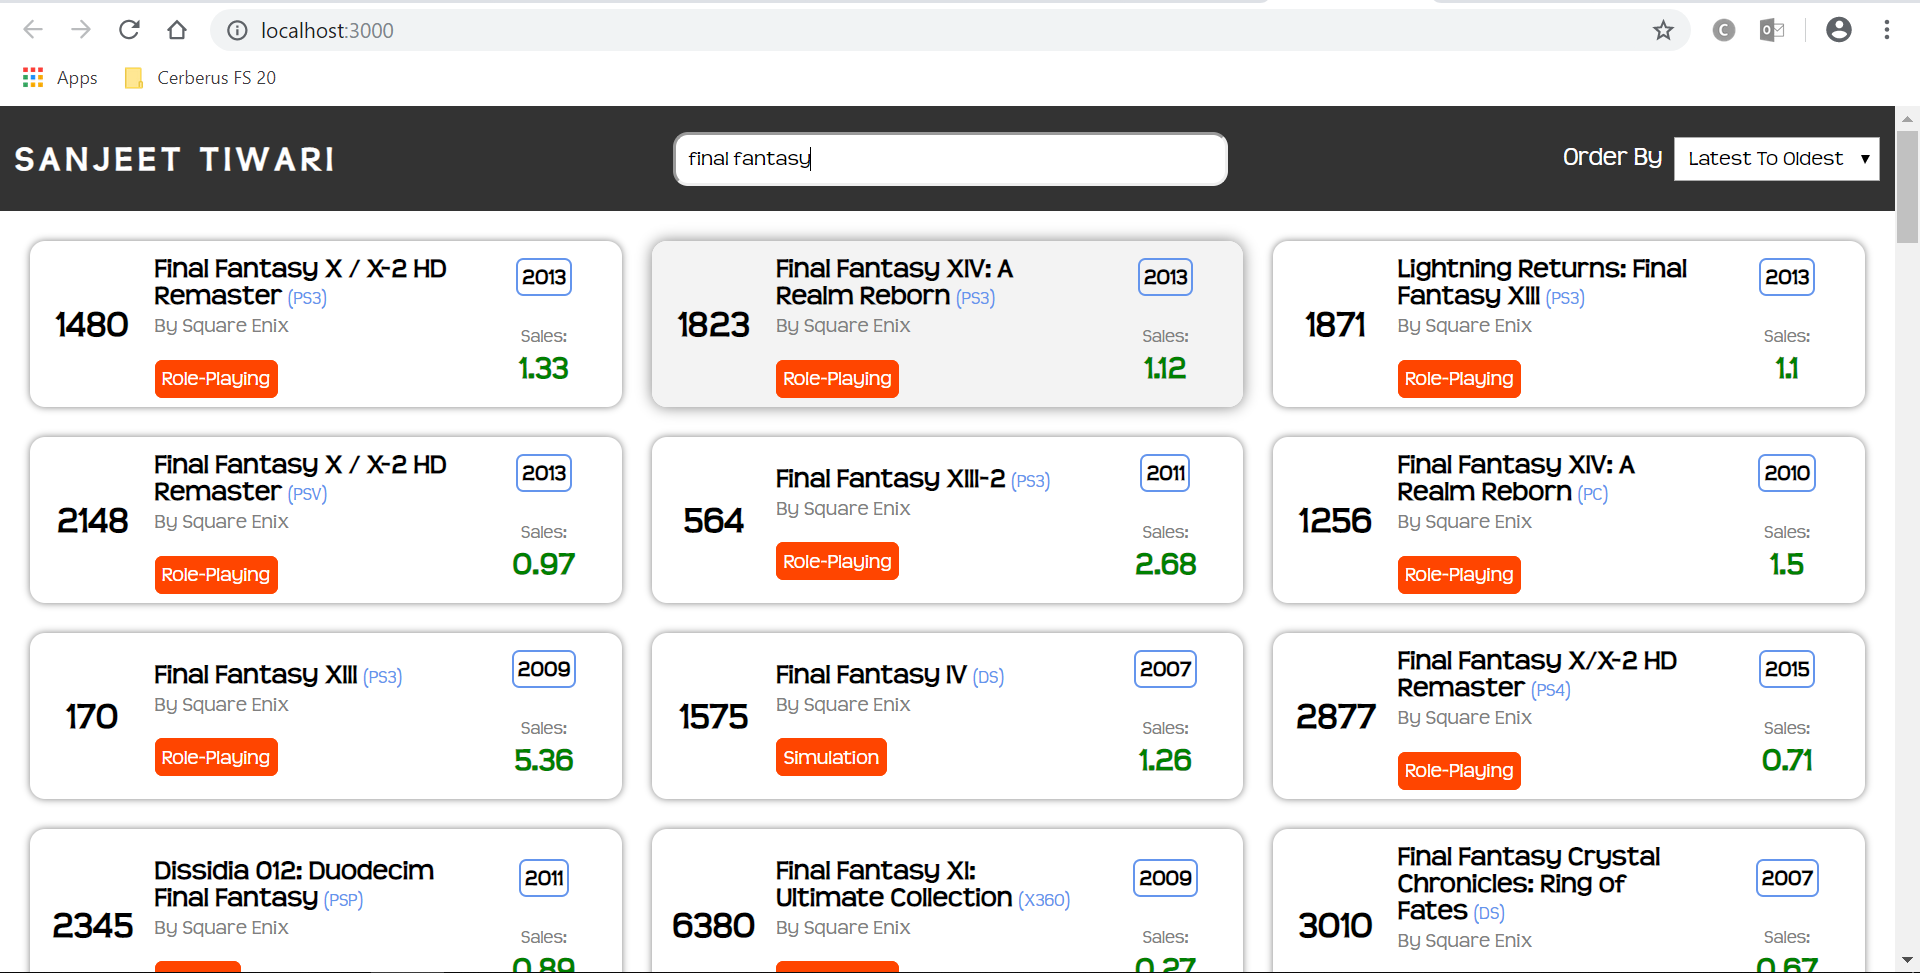 localhost:3000
Apps
Cerberus FS 20
SANJEET TIWARI
final fantasy
Order By
Latest To Oldest
1480
Final Fantasy X / X-2 HD
Remaster (PS3)
By Square Enix
Role-Playing
2013
Sales:
1.33
1823
Final Fantasy XIV: A
Realm Reborn (PS3)
By Square Enix
Role-Playing
2013
Sales:
1.12
1871
Lightning Returns: Final
Fantasy XIII (PS3)
By Square Enix
Role-Playing
2013
Sales:
1.1
2148
Final Fantasy X / X-2 HD
Remaster (PSV)
By Square Enix
Role-Playing
2013
Sales:
0.97
564
Final Fantasy XIII-2 (PS3)
By Square Enix
Role-Playing
2011
Sales:
2.68
1256
Final Fantasy XIV: A
Realm Reborn (PC)
By Square Enix
Role-Playing
2010
Sales:
1.5
170
Final Fantasy XIII (PS3)
By Square Enix
Role-Playing
2009
Sales:
5.36
1575
Final Fantasy IV (DS)
By Square Enix
Simulation
2007
Sales:
1.26
2877
Final Fantasy X/X-2 HD
Remaster (PS4)
By Square Enix
Role-Playing
2015
Sales:
0.71
2345
Dissidia 012: Duodecim
Final Fantasy (PSP)
By Square Enix
2011
Sales:
0.89
6380
Final Fantasy XI:
Ultimate Collection (X360)
By Square Enix
2009
Sales:
0.27
3010
Final Fantasy Crystal
Chronicles: Ring of
Fates (DS)
By Square Enix
2007
Sales:
0.67